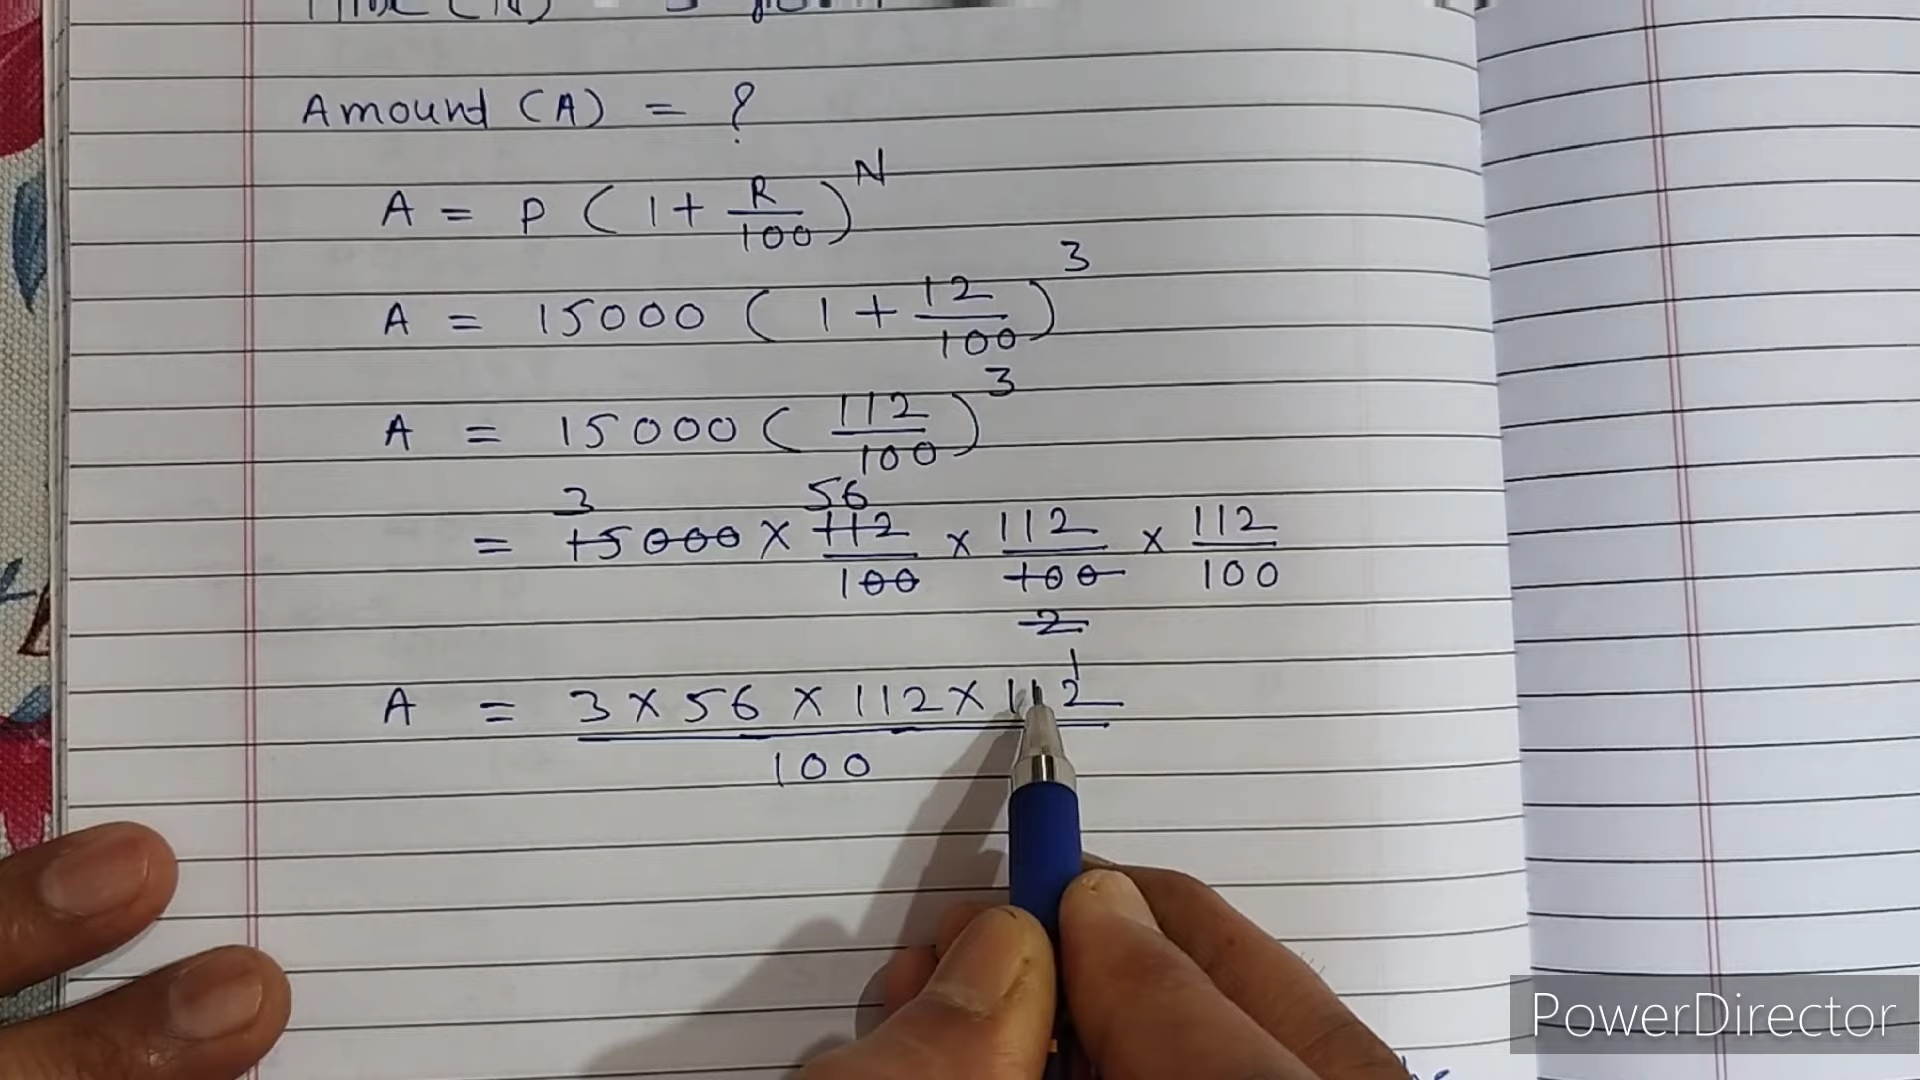 Amount (A) = ?
A = P ( 1 + R/100 )^N
A = 15000 ( 1 + 12/100 )^3
A = 15000 ( 112/100 )^3
3 56
= 15000 × 112/100 × 112/100 × 112/100
2
1
A = 3 × 56 × 112 × 112 / 100
PowerDirector